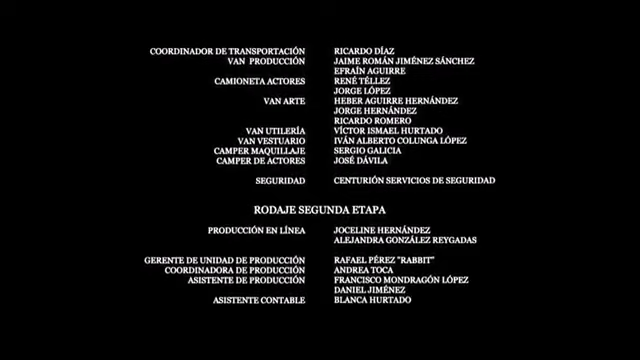 COORDINADOR DE TRANSPORTACIÓN RICARDO DÍAZ
VAN PRODUCCIÓN JAIME ROMÁN JIMÉNEZ SÁNCHEZ
EFRAÍN AGUIRRE
CAMIONETA ACTORES RENÉ TÉLLEZ
JORGE LÓPEZ
VAN ARTE HEBER AGUIRRE HERNÁNDEZ
JORGE HERNÁNDEZ
RICARDO ROMERO
VAN UTILERÍA VÍCTOR ISMAEL HURTADO
VAN VESTUARIO IVÁN ALBERTO COLUNGA LÓPEZ
CAMPER MAQUILLAJE SERGIO GALICIA
CAMPER DE ACTORES JOSÉ DÁVILA
SEGURIDAD CENTURIÓN SERVICIOS DE SEGURIDAD
RODAJE SEGUNDA ETAPA
PRODUCCIÓN EN LÍNEA JOCELINE HERNÁNDEZ
ALEJANDRA GONZÁLEZ REYGADAS
GERENTE DE UNIDAD DE PRODUCCIÓN RAFAEL PÉREZ "RABBIT"
COORDINADORA DE PRODUCCIÓN ANDREA TOCA
ASISTENTE DE PRODUCCIÓN FRANCISCO MONDRAGÓN LÓPEZ
DANIEL JIMÉNEZ
ASISTENTE CONTABLE BLANCA HURTADO